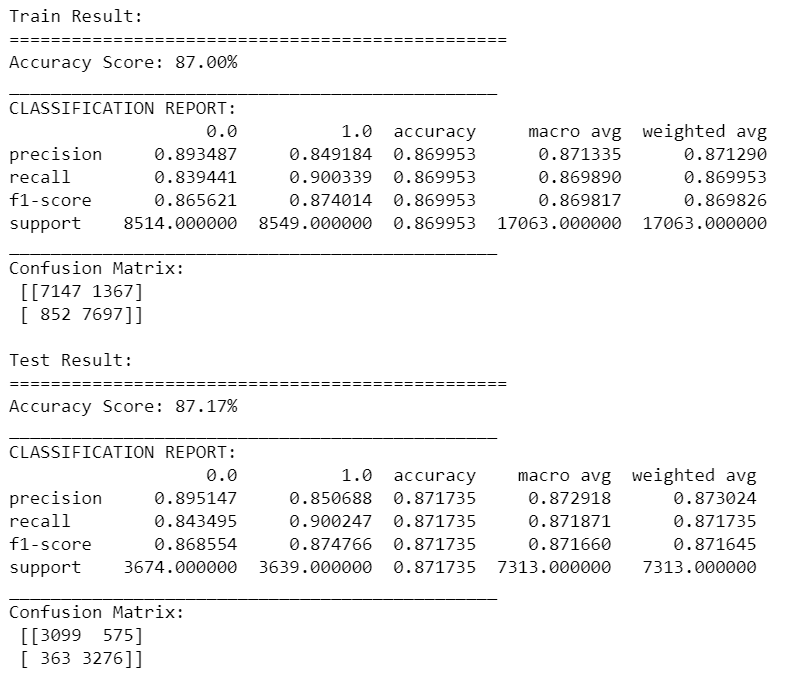 Train Result:
================================================
Accuracy Score: 87.00%
_______________________________________________
CLASSIFICATION REPORT:
                   0.0          1.0  accuracy     macro avg  weighted avg
precision     0.893487     0.849184  0.869953      0.871335      0.871290
recall        0.839441     0.900339  0.869953      0.869890      0.869953
f1-score      0.865621     0.874014  0.869953      0.869817      0.869826
support    8514.000000  8549.000000  0.869953  17063.000000  17063.000000
_______________________________________________
Confusion Matrix:
 [[7147 1367]
 [ 852 7697]]

Test Result:
================================================
Accuracy Score: 87.17%
_______________________________________________
CLASSIFICATION REPORT:
                   0.0          1.0  accuracy    macro avg  weighted avg
precision     0.895147     0.850688  0.871735     0.872918      0.873024
recall        0.843495     0.900247  0.871735     0.871871      0.871735
f1-score      0.868554     0.874766  0.871735     0.871660      0.871645
support    3674.000000  3639.000000  0.871735  7313.000000   7313.000000
_______________________________________________
Confusion Matrix:
 [[3099  575]
 [ 363 3276]]